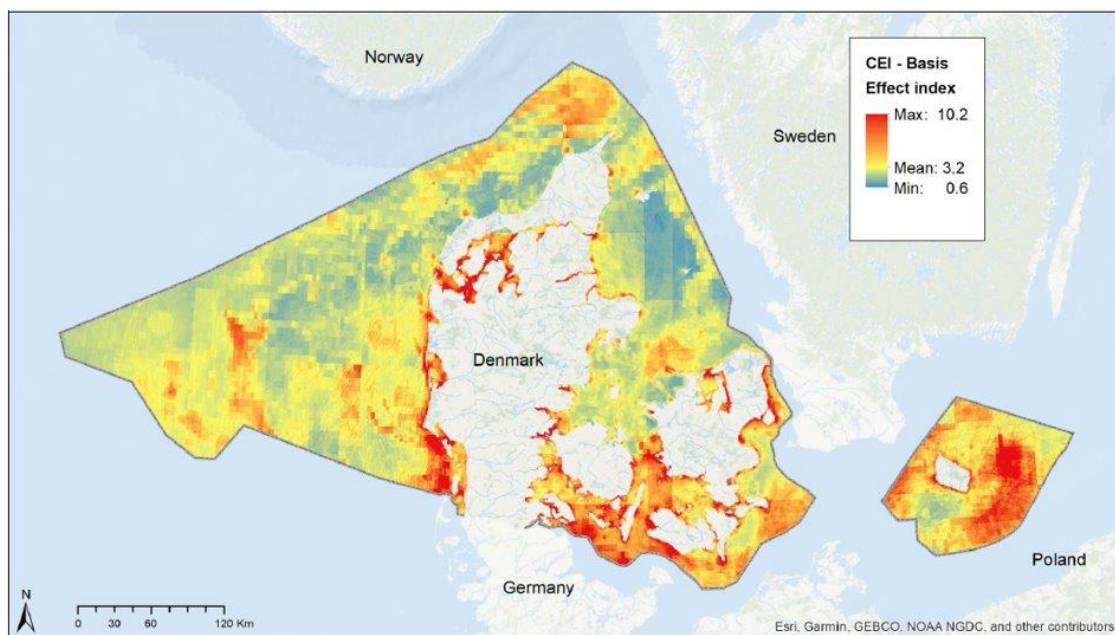 Norway
CEI - Basis
Effect index
Max: 10.2
Mean: 3.2
Min: 0.6
Sweden
Denmark
Germany
Poland
N
0 30 60 120 Km
Esri, Garmin, GEBCO, NOAA NGDC, and other contributors